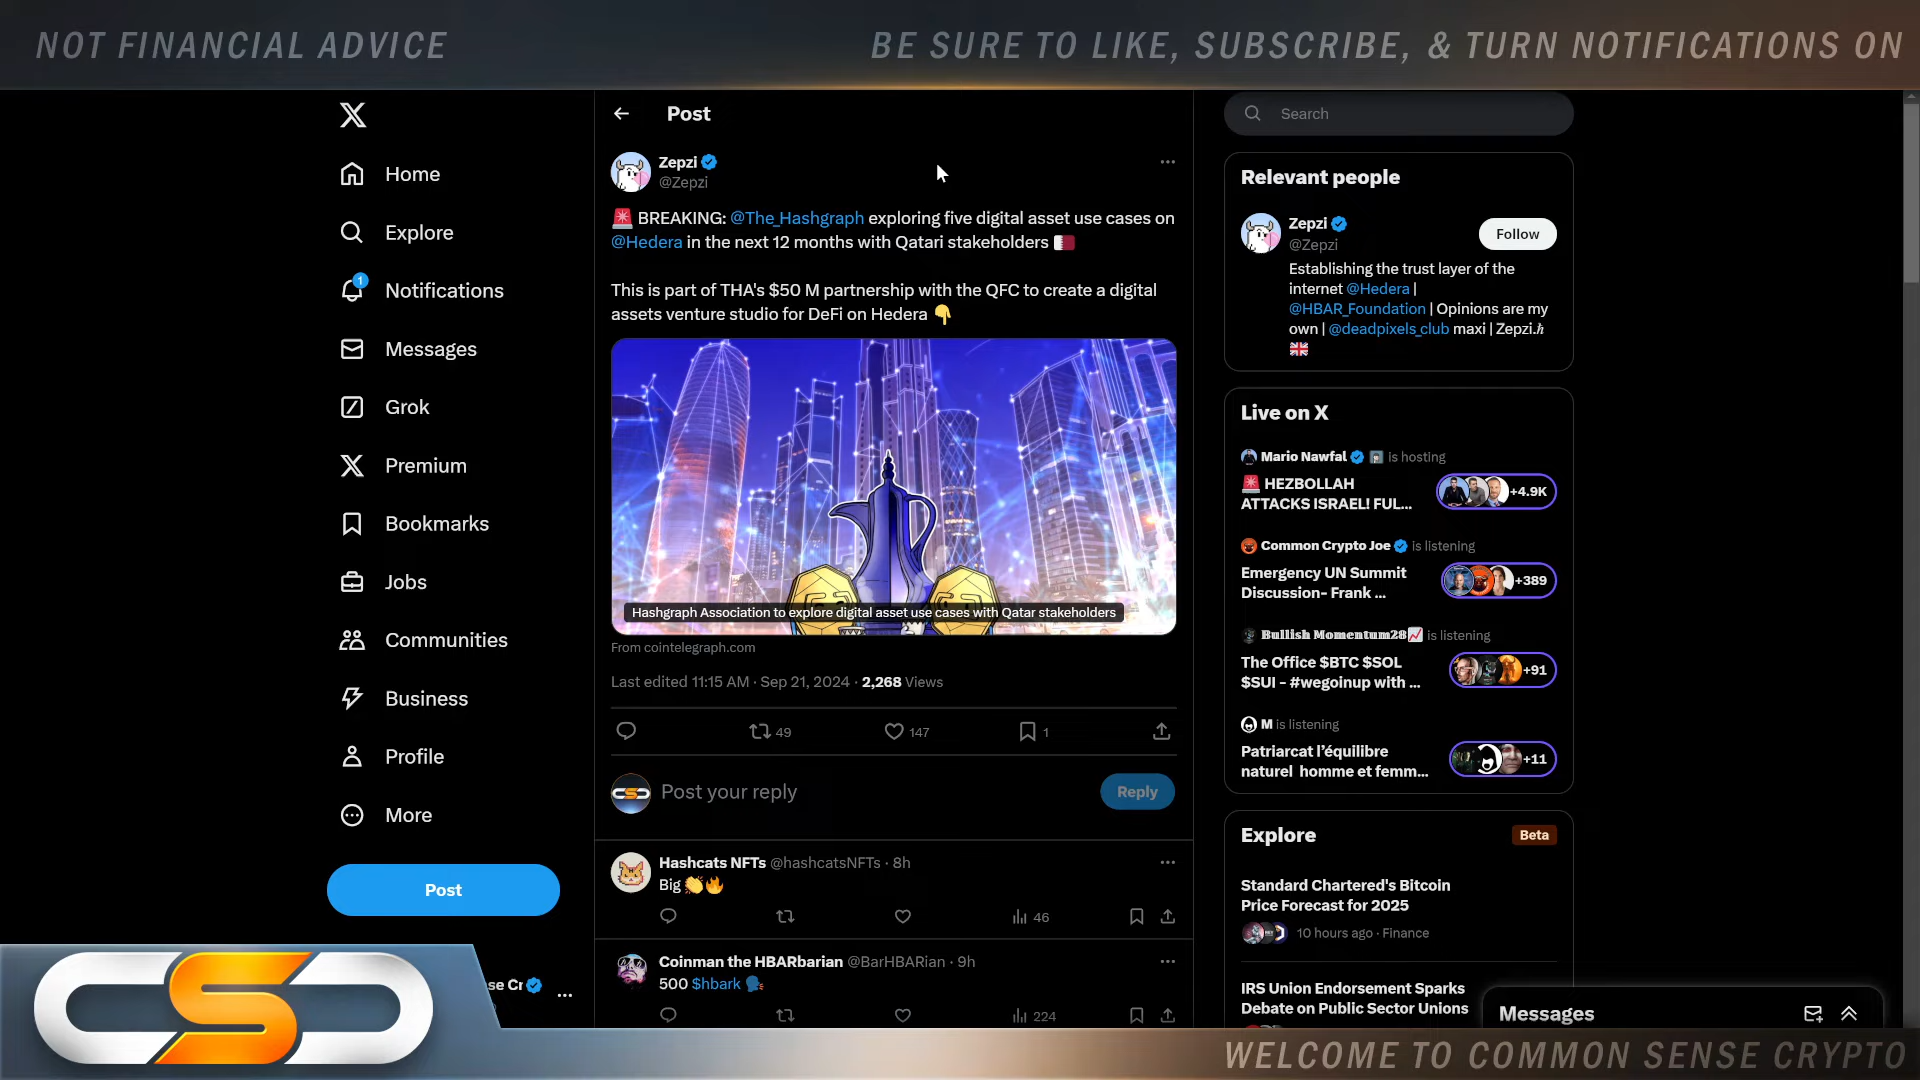 NOT FINANCIAL ADVICE
BE SURE TO LIKE, SUBSCRIBE, & TURN NOTIFICATIONS ON
Home
Explore
1
Notifications
Messages
Grok
Premium
Bookmarks
Jobs
Communities
Business
Profile
More
Post
se Cr
Post
Zepzi
@Zepzi
🚨 BREAKING: @The_Hashgraph exploring five digital asset use cases on
@Hedera in the next 12 months with Qatari stakeholders 🇶🇦
This is part of THA's $50 M partnership with the QFC to create a digital
assets venture studio for DeFi on Hedera 👇
Hashgraph Association to explore digital asset use cases with Qatar stakeholders
From cointelegraph.com
Last edited 11:15 AM · Sep 21, 2024 · 2,268 Views
49
147
1
Post your reply
Reply
Hashcats NFTs @hashcatsNFTs · 8h
Big 👏🔥
46
Coinman the HBARbarian @BarHBARian · 9h
500 $hbark 🗣️
224
Search
Relevant people
Zepzi
@Zepzi
Follow
Establishing the trust layer of the
internet @Hedera |
@HBAR_Foundation | Opinions are my
own | @deadpixels_club maxi | Zepzi.ℏ
🇬🇧
Live on X
Mario Nawfal is hosting
🚨 HEZBOLLAH
ATTACKS ISRAEL! FUL...
+4.9K
Common Crypto Joe is listening
Emergency UN Summit
Discussion- Frank ...
+389
𝕭𝖚𝖑𝖑𝖎𝖘𝖍 𝕸𝖔𝖒𝖊𝖓𝖙𝖚𝖒28📈 is listening
The Office $BTC $SOL
$SUI - #wegoinup with ...
+91
M is listening
Patriarcat l'équilibre
naturel homme et femm...
+11
Explore
Beta
Standard Chartered's Bitcoin
Price Forecast for 2025
10 hours ago · Finance
IRS Union Endorsement Sparks
Debate on Public Sector Unions
Messages
CSC
WELCOME TO COMMON SENSE CRYPTO